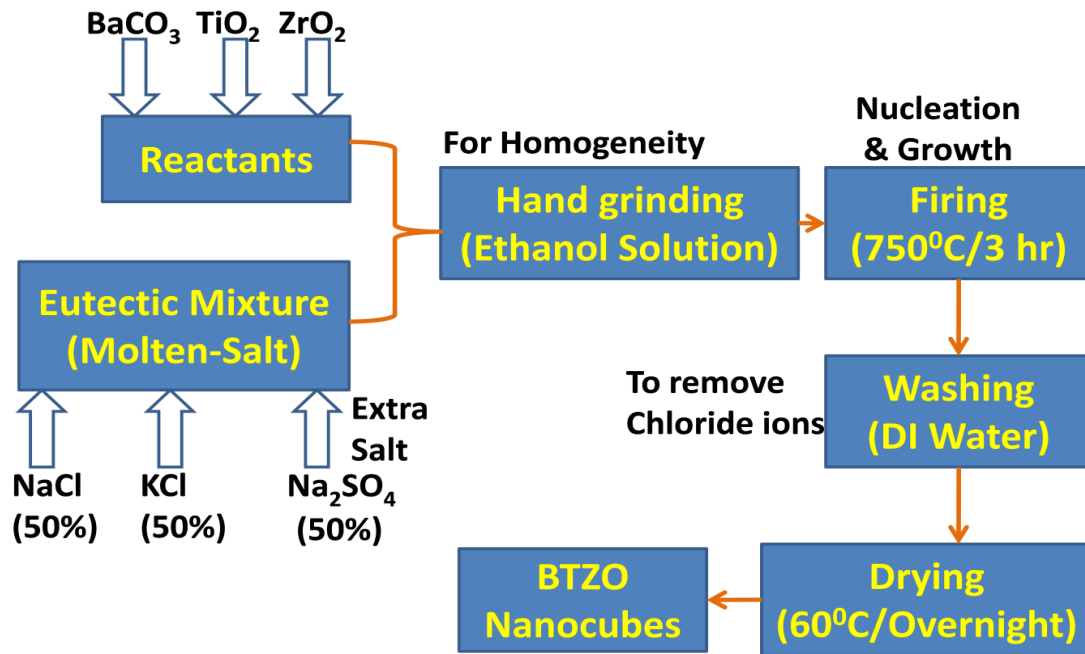 BaCO₃ TiO₂ ZrO₂
Reactants
Eutectic Mixture
(Molten-Salt)
Extra
Salt
NaCl
(50%)
KCl
(50%)
Na₂SO₄
(50%)
For Homogeneity
Hand grinding
(Ethanol Solution)
Nucleation
& Growth
Firing
(750⁰C/3 hr)
To remove
Chloride ions
Washing
(DI Water)
Drying
(60⁰C/Overnight)
BTZO
Nanocubes